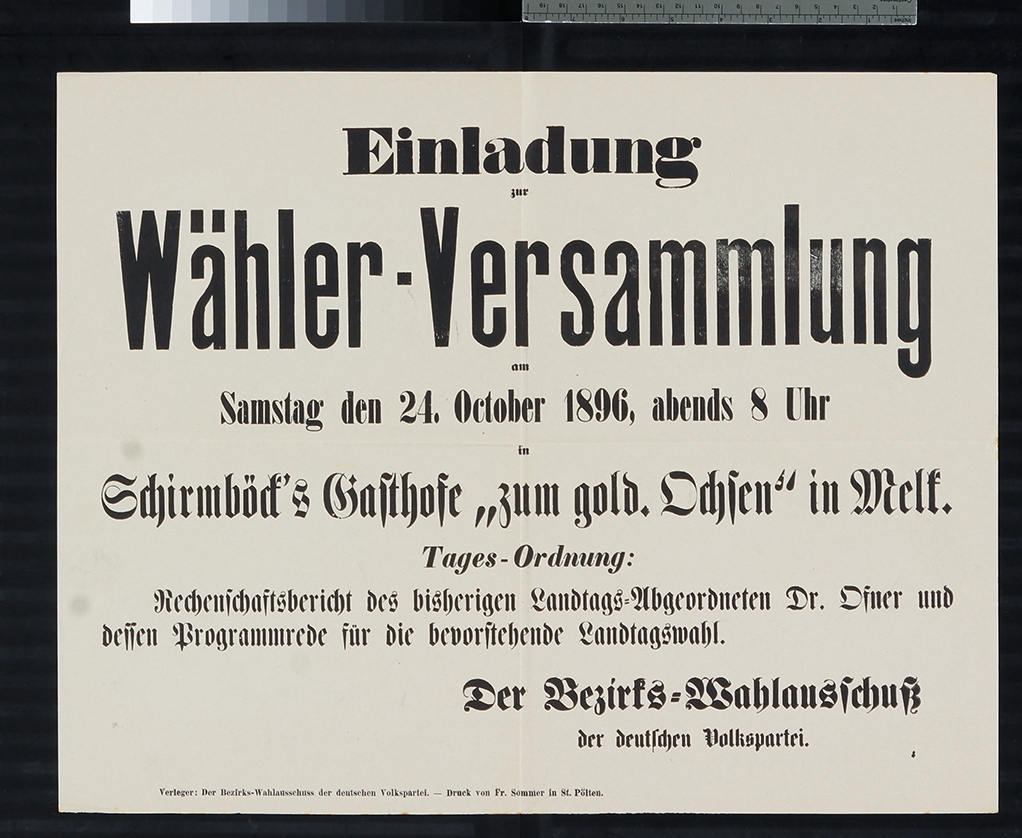 Einladung
zur
Wähler-Versammlung
am
Samstag den 24. October 1896, abends 8 Uhr
in
Schirmböck's Gasthofe „zum gold. Ochsen“ in Melk.
Tages-Ordnung:
Rechenschaftsbericht des bisherigen Landtags-Abgeordneten Dr. Ofner und
dessen Programmrede für die bevorstehende Landtagswahl.
Der Bezirks-Wahlausschuß
der deutschen Volkspartei.
Verleger: Der Bezirks-Wahlausschuss der deutschen Volkspartei. — Druck von Fr. Sommer in St. Pölten.